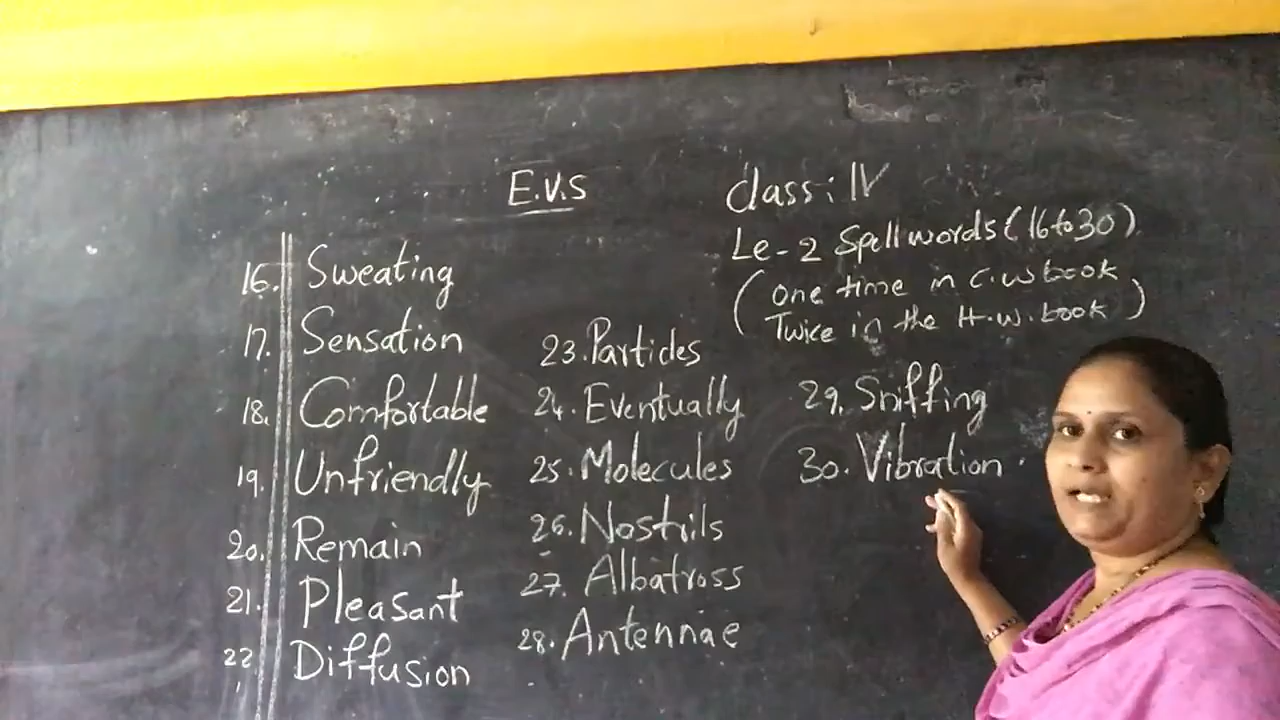 E.V.S
Class: IV
Le-2 Spell words (16 to 30)
(One time in C.W book
Twice in the H.W. book)
16. Sweating
17. Sensation
18. Comfortable
19. Unfriendly
20. Remain
21. Pleasant
22. Diffusion
23. Particles
24. Eventually
25. Molecules
26. Nostrils
27. Albatross
28. Antennae
29. Sniffing
30. Vibration